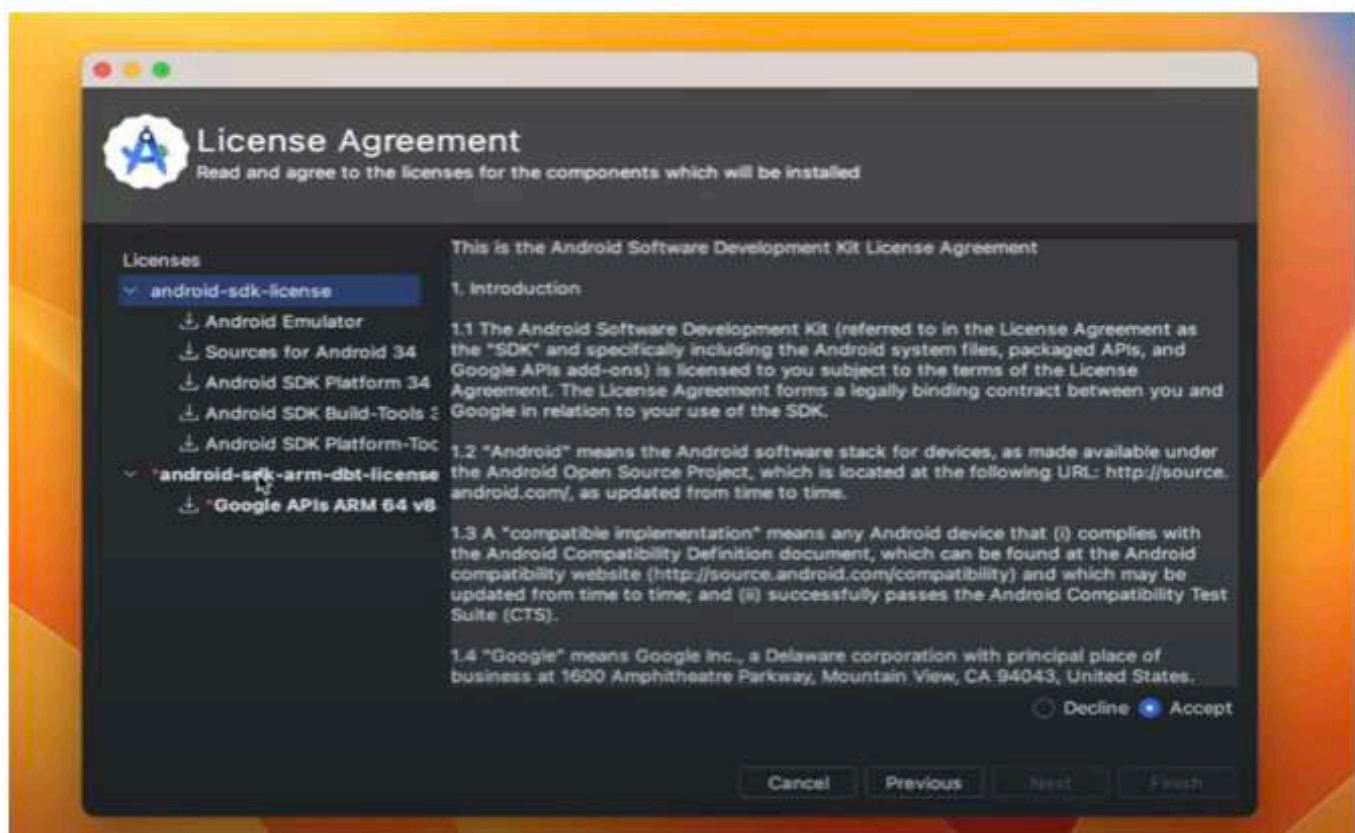 License Agreement
Read and agree to the licenses for the components which will be installed
Licenses
android-sdk-license
Android Emulator
Sources for Android 34
Android SDK Platform 34
Android SDK Build-Tools 3
Android SDK Platform-Toc
*android-sdk-arm-dbt-license
*Google APIs ARM 64 v8
This is the Android Software Development Kit License Agreement
1. Introduction
1.1 The Android Software Development Kit (referred to in the License Agreement as
the "SDK" and specifically including the Android system files, packaged APIs, and
Google APIs add-ons) is licensed to you subject to the terms of the License
Agreement. The License Agreement forms a legally binding contract between you and
Google in relation to your use of the SDK.
1.2 "Android" means the Android software stack for devices, as made available under
the Android Open Source Project, which is located at the following URL: http://source.
android.com/, as updated from time to time.
1.3 A "compatible implementation" means any Android device that (i) complies with
the Android Compatibility Definition document, which can be found at the Android
compatibility website (http://source.android.com/compatibility) and which may be
updated from time to time; and (ii) successfully passes the Android Compatibility Test
Suite (CTS).
1.4 "Google" means Google Inc., a Delaware corporation with principal place of
business at 1600 Amphitheatre Parkway, Mountain View, CA 94043, United States.
Decline Accept
Cancel Previous Next Finish